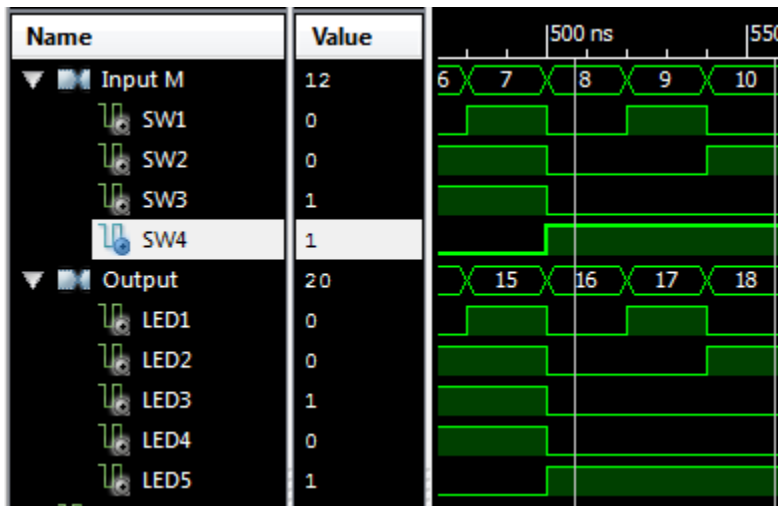 Name Value 500 ns 550
Input M 12 6 7 8 9 10
SW1 0
SW2 0
SW3 1
SW4 1
Output 20 15 16 17 18
LED1 0
LED2 0
LED3 1
LED4 0
LED5 1